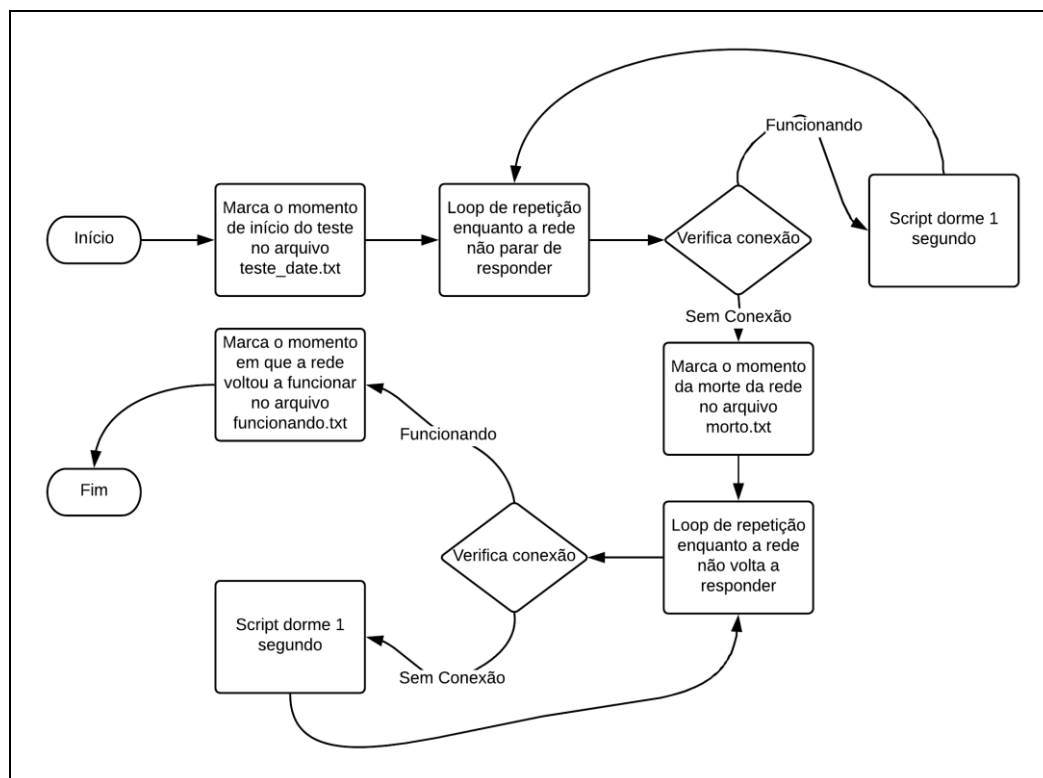 Início
Marca o momento
de início do teste
no arquivo
teste_date.txt
Loop de repetição
enquanto a rede
não parar de
responder
Verifica conexão
Funcionando
Script dorme 1
segundo
Sem Conexão
Marca o momento
da morte da rede
no arquivo
morto.txt
Loop de repetição
enquanto a rede
não volta a
responder
Verifica conexão
Sem Conexão
Script dorme 1
segundo
Funcionando
Marca o momento
em que a rede
voltou a funcionar
no arquivo
funcionando.txt
Fim